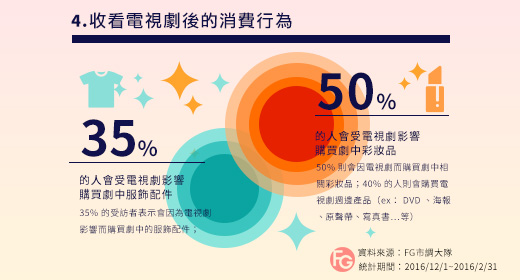 4.收看電視劇後的消費行為
35%
的人會受電視劇影響
購買劇中服飾配件
35% 的受訪者表示會因為電視劇
影響而購買劇中的服飾配件；
50%
的人會受電視劇影響
購買劇中彩妝品
50% 則會因電視劇而購買劇中相
關彩妝品；40% 的人則會購買電
視劇週邊產品（ex： DVD 、海報
、原聲帶、寫真書...等）
FG
資料來源：FG市調大隊
統計期間：2016/12/1~2016/2/31